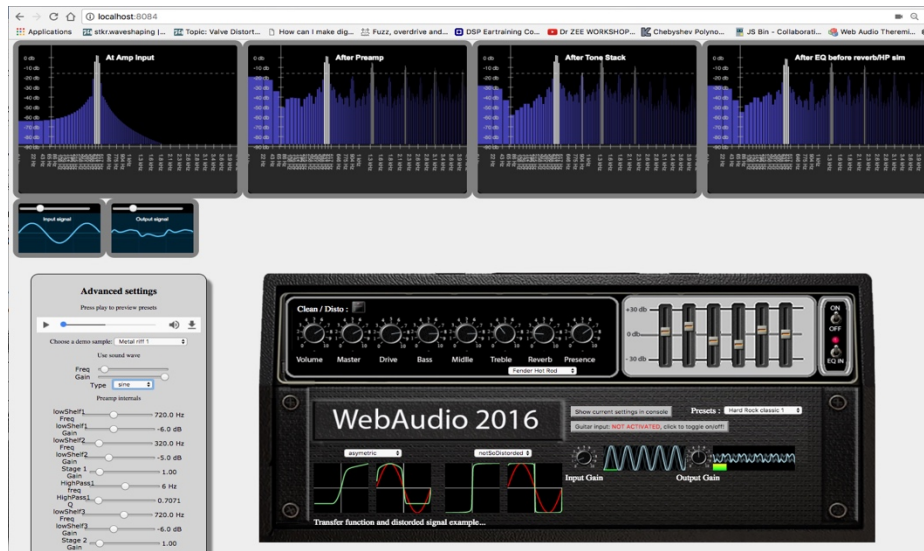 localhost:8084
Applications stkr.waveshaping |... Topic: Valve Distort... How can I make dig... Fuzz, overdrive and... DSP Eartraining Co... Dr ZEE WORKSHOP... Chebyshev Polyno... JS Bin - Collaborati... Web Audio Theremi...
At Amp Input
After Preamp
After Tone Stack
After EQ before reverb/HP sim
Input signal Output signal
Advanced settings
Press play to preview presets
Choose a demo sample: Metal riff 1
Use sound wave
Freq
Gain
Type sine
Preamp internals
lowShelf1 Freq 720.0 Hz
lowShelf1 Gain -6.0 dB
lowShelf2 Freq 320.0 Hz
lowShelf2 Gain -5.0 dB
Stage 1 Gain 1.00
HighPass1 freq 6 Hz
HighPass1 Q 0.7071
lowShelf3 Freq 720.0 Hz
lowShelf3 Gain -6.0 dB
Stage 2 Gain 1.00
Clean / Disto :
Volume Master Drive Bass Middle Treble Reverb Presence
Fender Hot Rod
+30 db
0 db
-30 db
ON
OFF
EQ IN
WebAudio 2016
Show current settings in console
Presets : Hard Rock classic 1
Guitar input: NOT ACTIVATED, click to toggle on/off!
asymetric notSoDistorded
Input Gain Output Gain
Transfer function and distorded signal example...